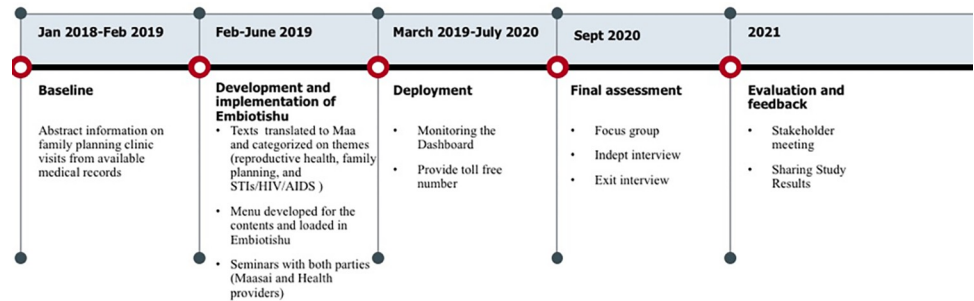 Jan 2018-Feb 2019
Feb-June 2019
March 2019-July 2020
Sept 2020
2021
Baseline
Abstract information on
family planning clinic
visits from available
medical records
Development and
implementation of
Embiotishu
• Texts translated to Maa
and categorized on themes
(reproductive health, family
planning, and
STIs/HIV/AIDS )
• Menu developed for the
contents and loaded in
Embiotishu
• Seminars with both parties
(Maasai and Health
providers)
Deployment
• Monitoring the
Dashboard
• Provide toll free
number
Final assessment
• Focus group
• Indept interview
• Exit interview
Evaluation and
feedback
• Stakeholder
meeting
• Sharing Study
Results